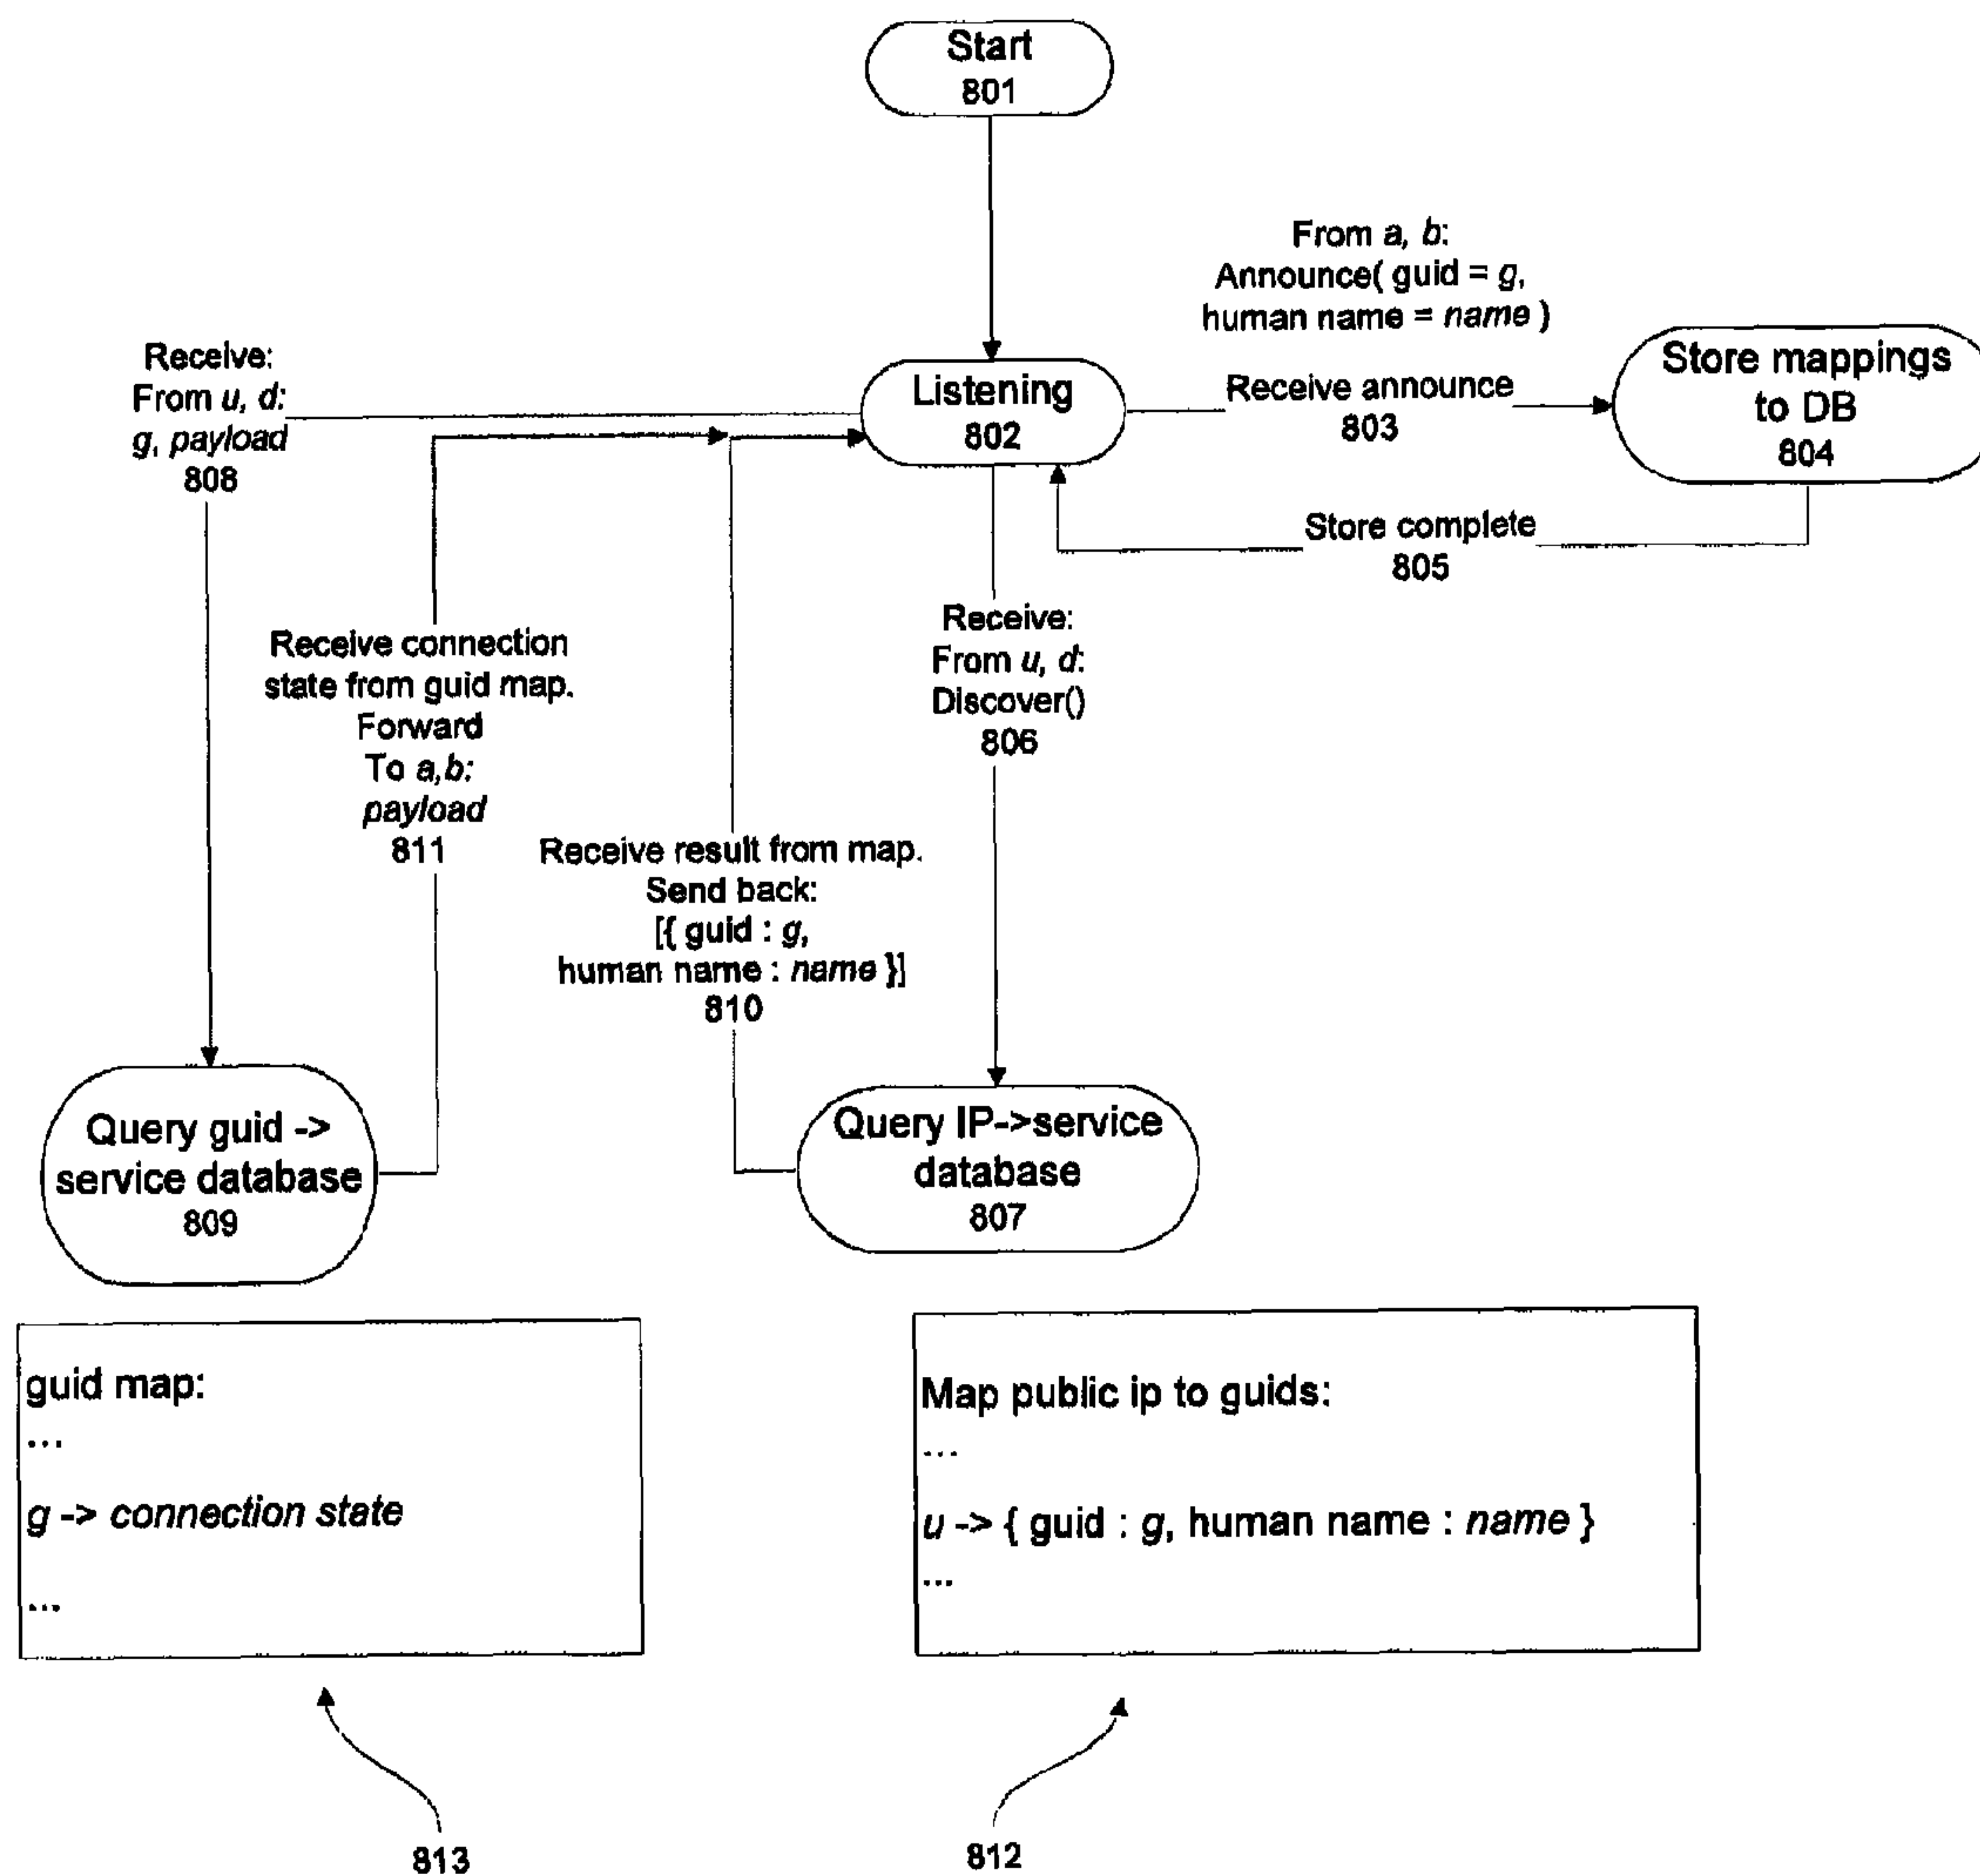 Start
801
From a, b:
Announce( guid = g,
human name = name )
Receive:
From u, d:
g, payload
808
Listening
802
Receive announce
803
Store mappings
to DB
804
Store complete
805
Receive connection
state from guid map.
Forward
To a,b:
payload
811
Receive:
From u, d:
Discover()
806
Receive result from map.
Send back:
[{ guid : g,
human name : name }]
810
Query guid ->
service database
809
Query IP->service
database
807
guid map:
...
g -> connection state
...
Map public ip to guids:
...
u -> { guid : g, human name : name }
...
813
812